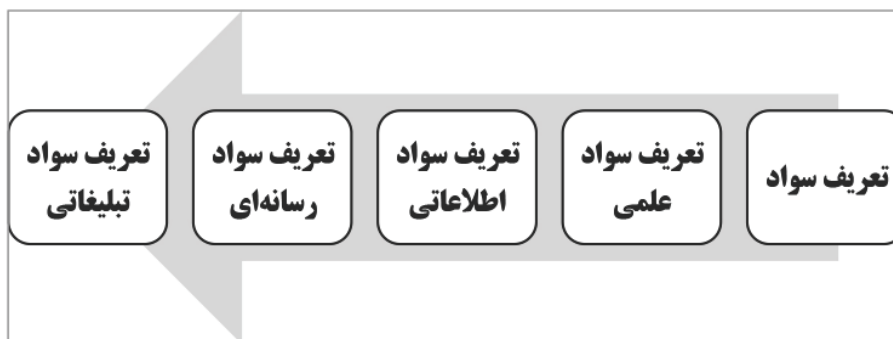 تعریف سواد
تعریف سواد
علمی
تعریف سواد
اطلاعاتی
تعریف سواد
رسانه‌ای
تعریف سواد
تبلیغاتی